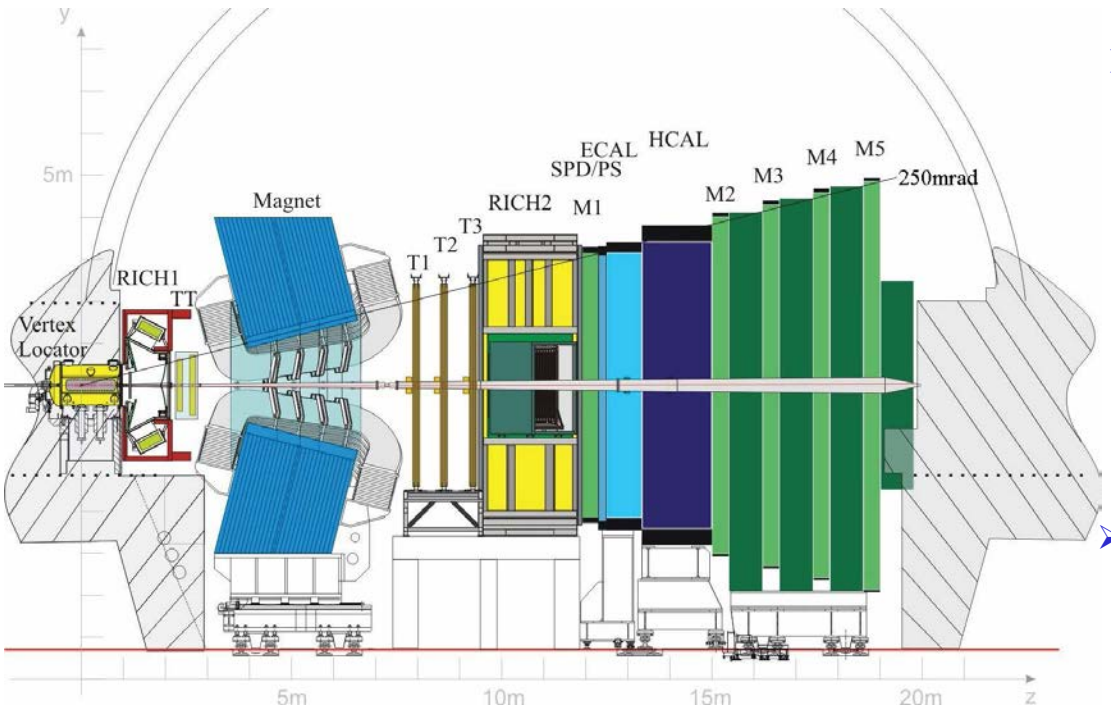 y
5m
ECAL
HCAL
SPD/PS
M1
M2
M3
M4
M5
250mrad
Magnet
RICH2
T1
T2
T3
RICH1
TT
Vertex
Locator
5m
10m
15m
20m
z